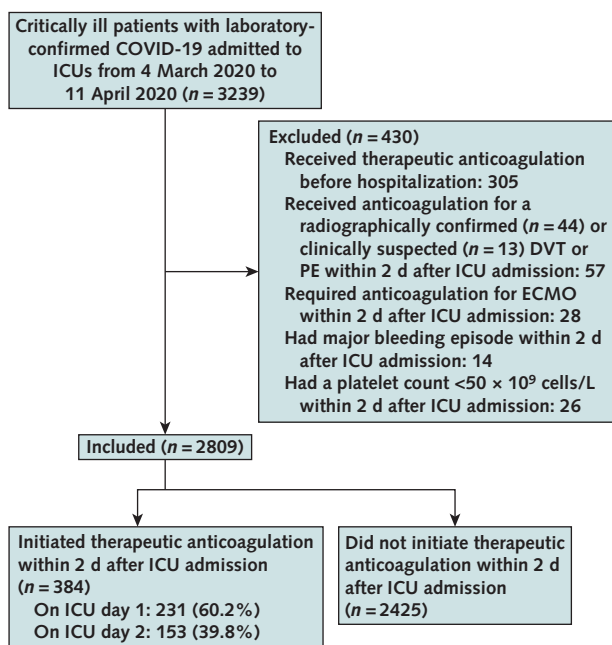 Critically ill patients with laboratory-
confirmed COVID-19 admitted to
ICUs from 4 March 2020 to
11 April 2020 (n = 3239)
Excluded (n = 430)
Received therapeutic anticoagulation
before hospitalization: 305
Received anticoagulation for a
radiographically confirmed (n = 44) or
clinically suspected (n = 13) DVT or
PE within 2 d after ICU admission: 57
Required anticoagulation for ECMO
within 2 d after ICU admission: 28
Had major bleeding episode within 2 d
after ICU admission: 14
Had a platelet count <50 × 10⁹ cells/L
within 2 d after ICU admission: 26
Included (n = 2809)
Initiated therapeutic anticoagulation
within 2 d after ICU admission
(n = 384)
On ICU day 1: 231 (60.2%)
On ICU day 2: 153 (39.8%)
Did not initiate therapeutic
anticoagulation within 2 d
after ICU admission
(n = 2425)